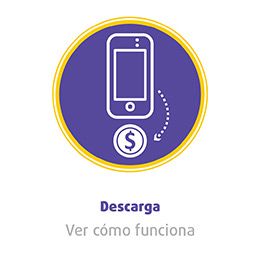 $
Descarga
Ver cómo funciona